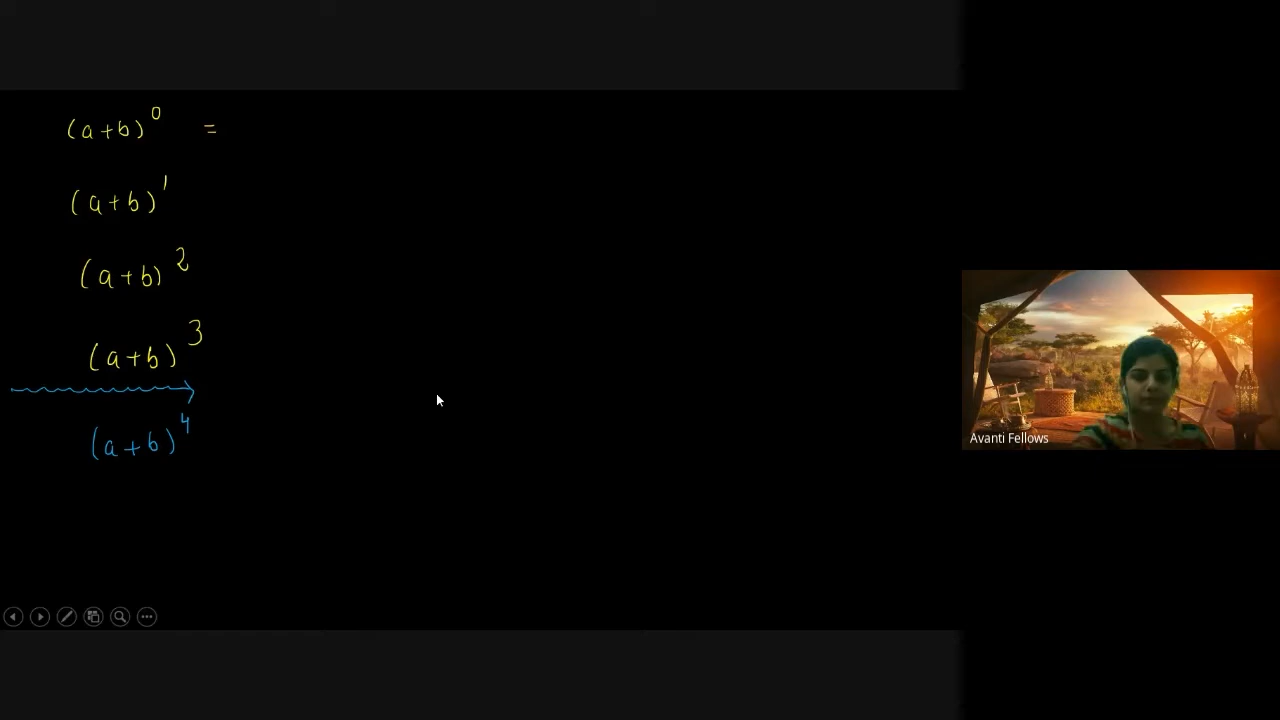 (a+b)⁰ =
(a+b)¹
(a+b)²
(a+b)³
(a+b)⁴
Avanti Fellows